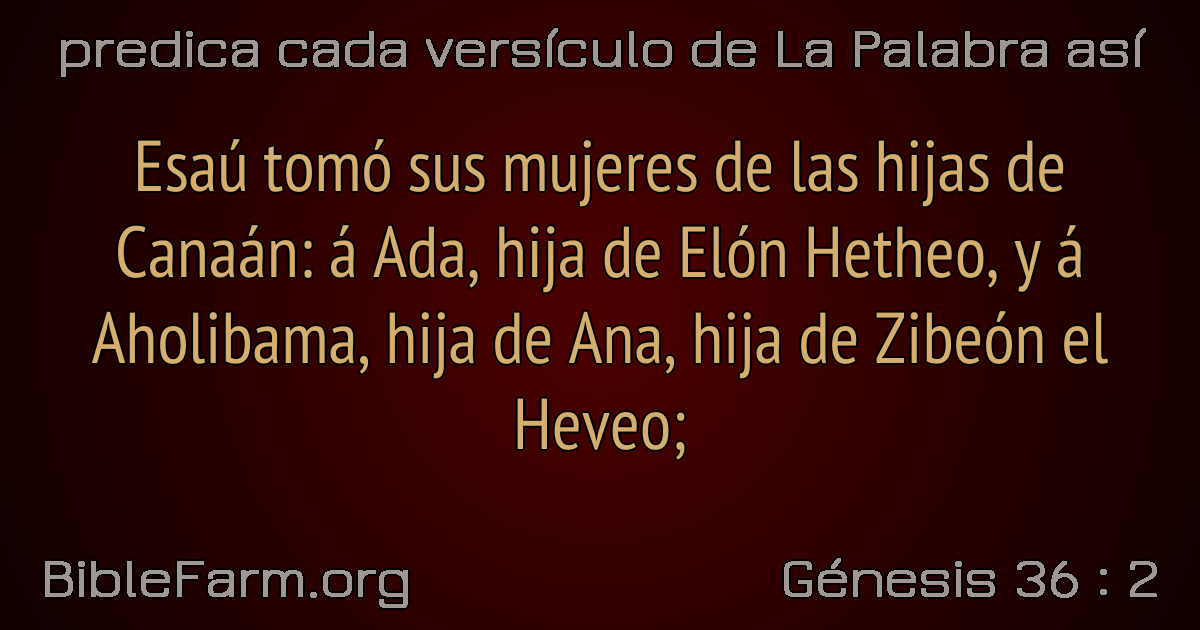 predica cada versículo de La Palabra así
Esaú tomó sus mujeres de las hijas de
Canaán: á Ada, hija de Elón Hetheo, y á
Aholibama, hija de Ana, hija de Zibeón el
Heveo;
BibleFarm.org
Génesis 36 : 2